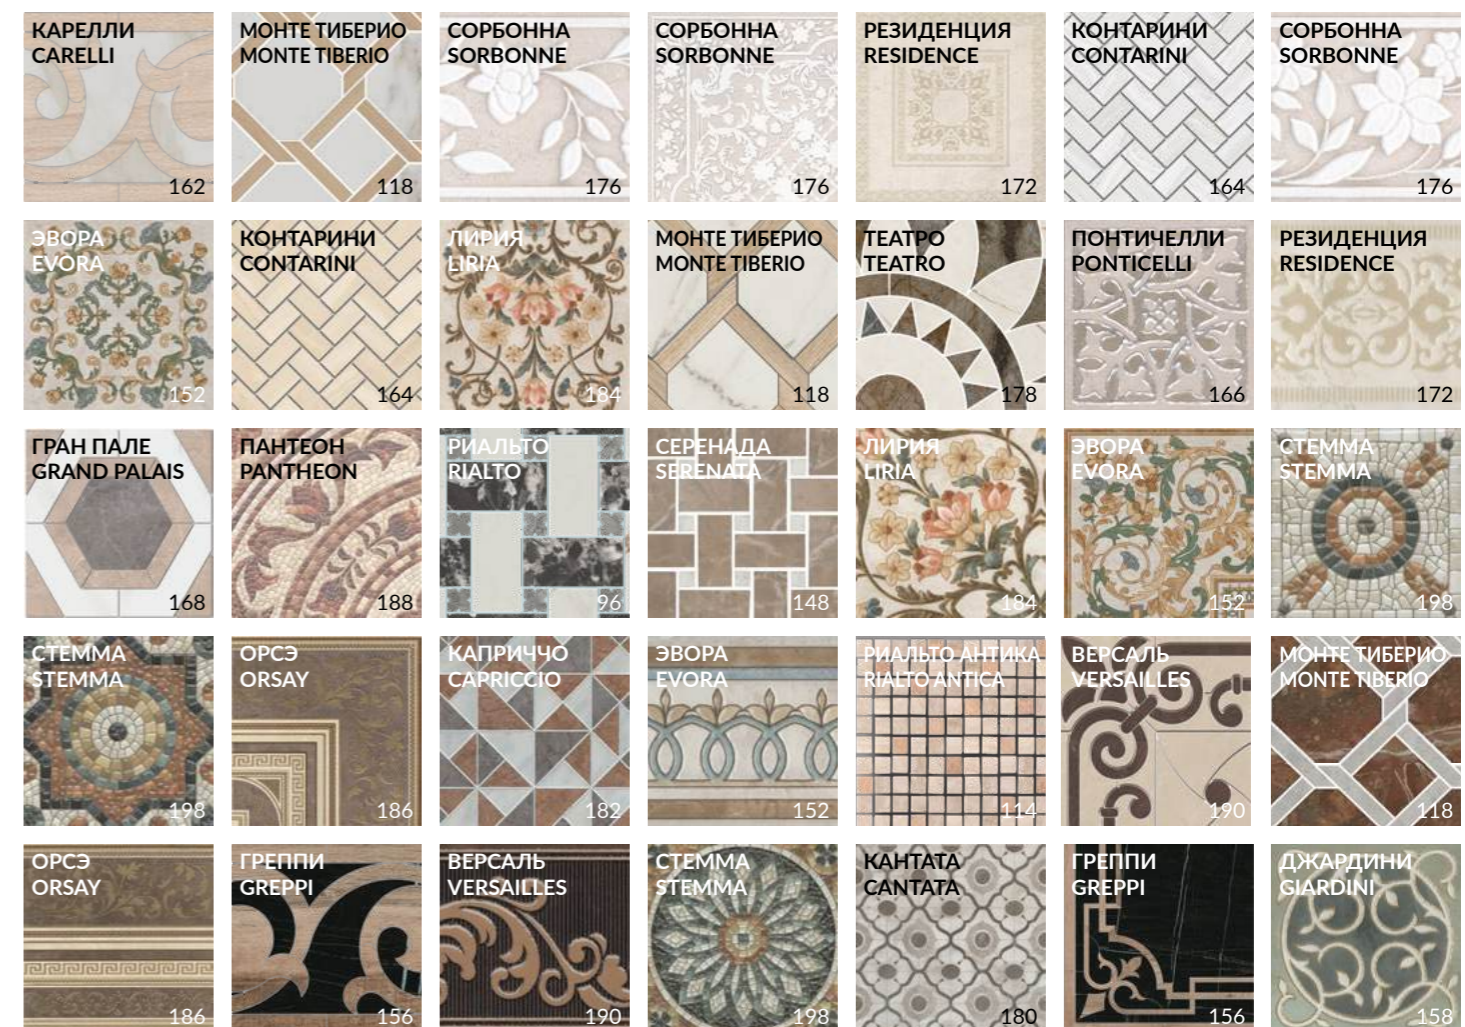 КАРЕЛЛИ
CARELLI
162
МОНТЕ ТИБЕРИО
MONTE TIBERIO
118
СОРБОННА
SORBONNE
176
СОРБОННА
SORBONNE
176
РЕЗИДЕНЦИЯ
RESIDENCE
172
КОНТАРИНИ
CONTARINI
164
СОРБОННА
SORBONNE
176
ЭВОРА
EVORA
152
КОНТАРИНИ
CONTARINI
164
ЛИРИЯ
LIRIA
184
МОНТЕ ТИБЕРИО
MONTE TIBERIO
118
ТЕАТРО
TEATRO
178
ПОНТИЧЕЛЛИ
PONTICELLI
166
РЕЗИДЕНЦИЯ
RESIDENCE
172
ГРАН ПАЛЕ
GRAND PALAIS
168
ПАНТЕОН
PANTHEON
188
РИАЛЬТО
RIALTO
96
СЕРЕНАДА
SERENATA
148
ЛИРИЯ
LIRIA
184
ЭВОРА
EVORA
152
СТЕММА
STEMMA
198
СТЕММА
STEMMA
198
ОРСЭ
ORSAY
186
КАПРИЧЧО
CAPRICCIO
182
ЭВОРА
EVORA
152
РИАЛЬТО АНТИКА
RIALTO ANTICA
114
ВЕРСАЛЬ
VERSAILLES
190
МОНТЕ ТИБЕРИО
MONTE TIBERIO
118
ОРСЭ
ORSAY
186
ГРЕППИ
GREPPI
156
ВЕРСАЛЬ
VERSAILLES
190
СТЕММА
STEMMA
198
КАНТАТА
CANTATA
180
ГРЕППИ
GREPPI
156
ДЖАРДИНИ
GIARDINI
158